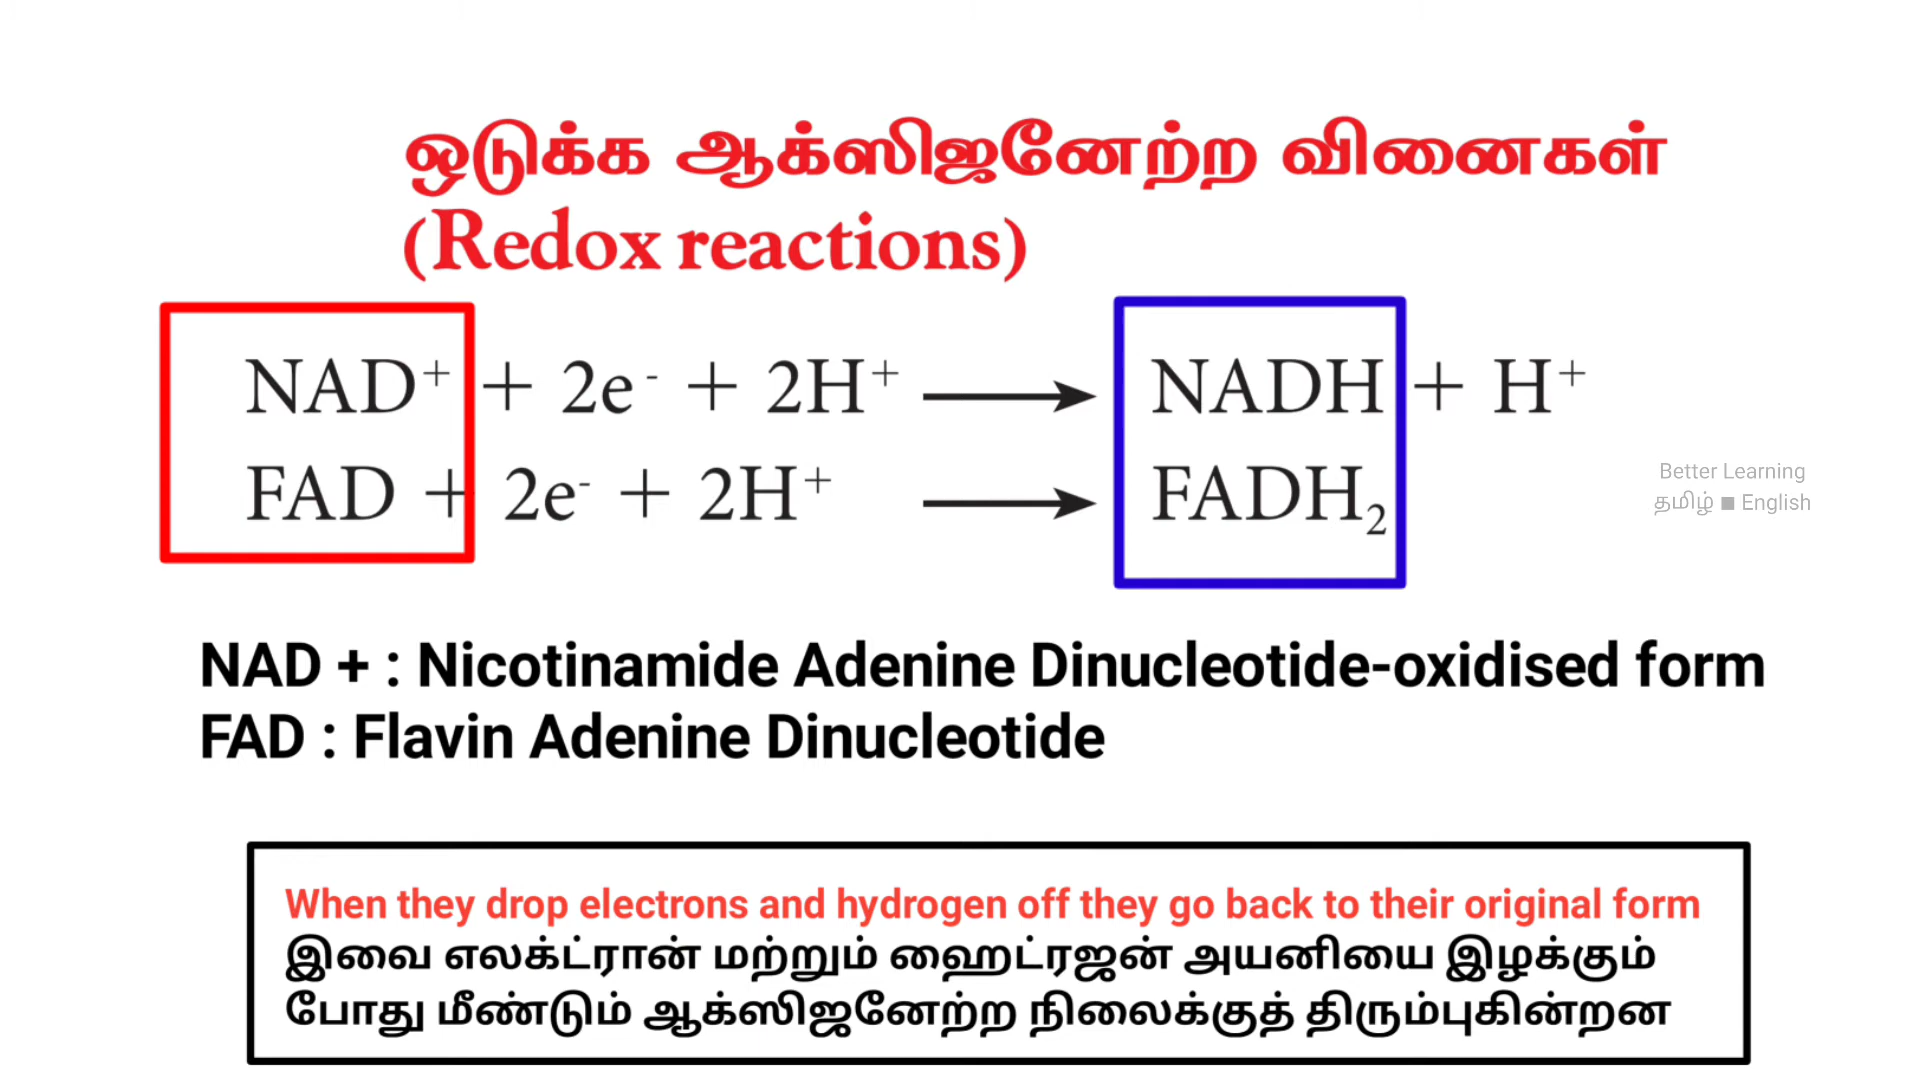 ஒடுக்க ஆக்ஸிஜனேற்ற வினைகள்
(Redox reactions)
NAD⁺ + 2e⁻ + 2H⁺ ⟶ NADH + H⁺
FAD + 2e⁻ + 2H⁺ ⟶ FADH₂
Better Learning
தமிழ் ■ English
NAD + : Nicotinamide Adenine Dinucleotide-oxidised form
FAD : Flavin Adenine Dinucleotide
When they drop electrons and hydrogen off they go back to their original form
இவை எலக்ட்ரான் மற்றும் ஹைட்ரஜன் அயனியை இழக்கும்
போது மீண்டும் ஆக்ஸிஜனேற்ற நிலைக்குத் திரும்புகின்றன